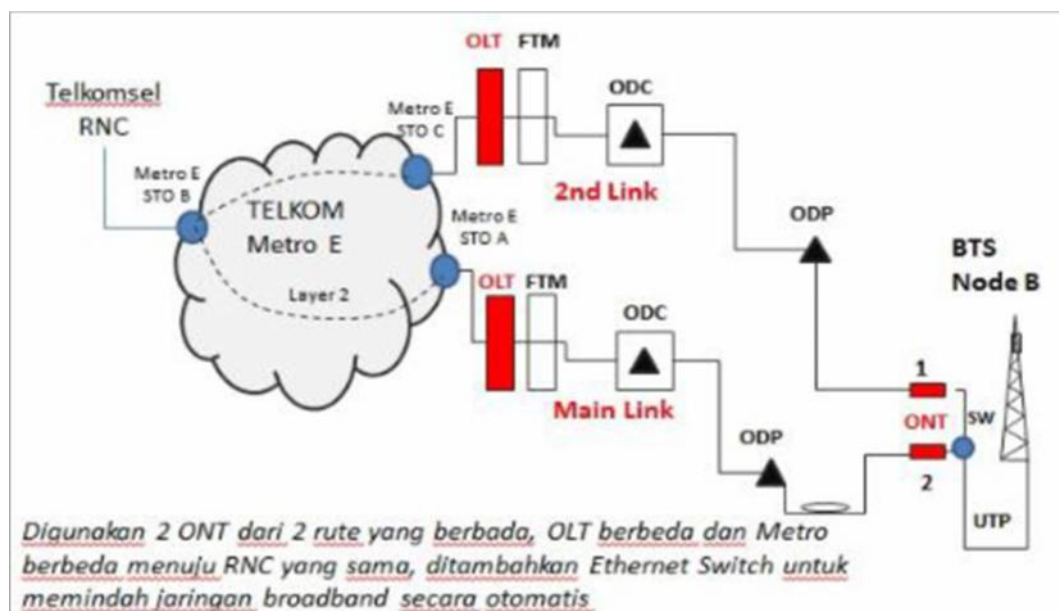 OLT FTM
ODC
Telkomsel
RNC
Metro E
STO C
Metro E
STO B
2nd Link
TELKOM
Metro E
Metro E
STO A
ODP
BTS
Node B
OLT FTM
Layer 2
ODC
1
Main Link
ONT
SW
ODP
2
UTP
Digunakan 2 ONT dari 2 rute yang berbada, OLT berbeda dan Metro
berbeda menuju RNC yang sama, ditambahkan Ethernet Switch untuk
memindah jaringan broadband secara otomatis